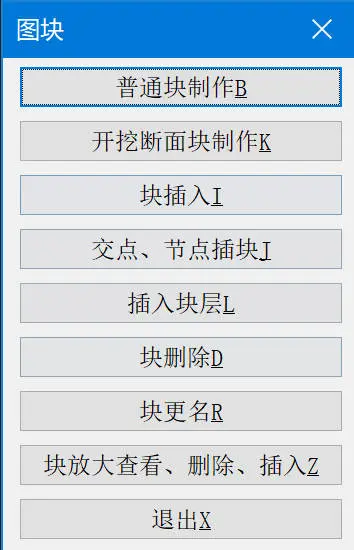 图块
普通块制作B
开挖断面块制作K
块插入I
交点、节点插块J
插入块层L
块删除D
块更名R
块放大查看、删除、插入Z
退出X